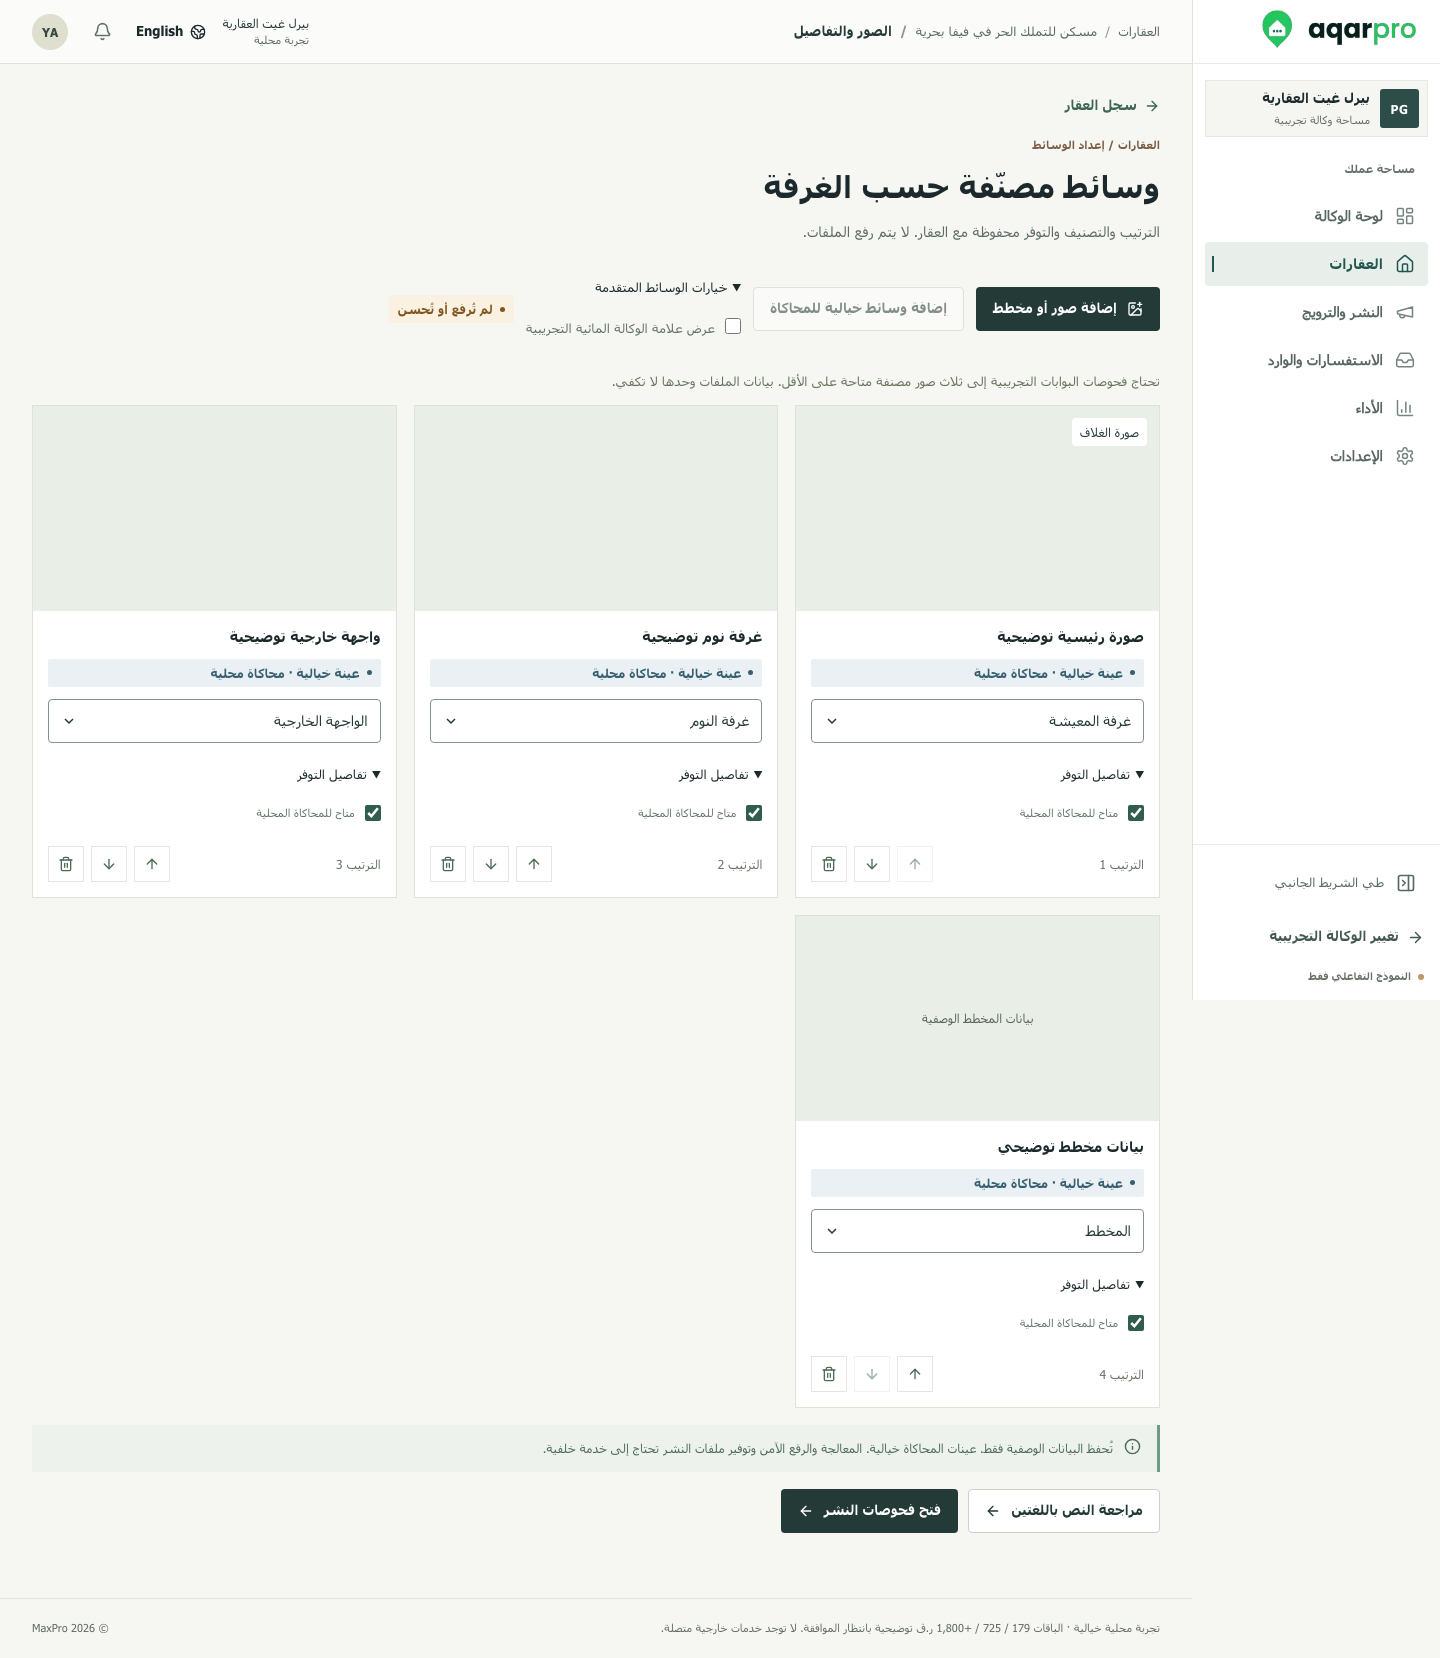 aqarpro
PG
بيرل غيت العقارية
مساحة وكالة تجريبية
مساحة عملك
لوحة الوكالة
العقارات
النشر والترويج
الاستفسارات والوارد
الأداء
الإعدادات
طي الشريط الجانبي
تغيير الوكالة التجريبية
النموذج التفاعلي فقط
العقارات / مسكن للتملك الحر في فيفا بحرية / الصور والتفاصيل
بيرل غيت العقارية
تجربة محلية
English
YA
سجل العقار
العقارات / إعداد الوسائط
وسائط مصنّفة حسب الغرفة
الترتيب والتصنيف والتوفر محفوظة مع العقار. لا يتم رفع الملفات.
إضافة صور أو مخطط
إضافة وسائط خيالية للمحاكاة
خيارات الوسائط المتقدمة
عرض علامة الوكالة المائية التجريبية
لم تُرفع أو تُحسن
تحتاج فحوصات البوابات التجريبية إلى ثلاث صور مصنفة متاحة على الأقل. بيانات الملفات وحدها لا تكفي.
صورة الغلاف
صورة رئيسية توضيحية
عينة خيالية · محاكاة محلية
غرفة المعيشة
تفاصيل التوفر
متاح للمحاكاة المحلية
الترتيب 1
غرفة نوم توضيحية
عينة خيالية · محاكاة محلية
غرفة النوم
تفاصيل التوفر
متاح للمحاكاة المحلية
الترتيب 2
واجهة خارجية توضيحية
عينة خيالية · محاكاة محلية
الواجهة الخارجية
تفاصيل التوفر
متاح للمحاكاة المحلية
الترتيب 3
بيانات المخطط الوصفية
بيانات مخطط توضيحي
عينة خيالية · محاكاة محلية
المخطط
تفاصيل التوفر
متاح للمحاكاة المحلية
الترتيب 4
تُحفظ البيانات الوصفية فقط. عينات المحاكاة خيالية. المعالجة والرفع الآمن وتوفير ملفات النشر تحتاج إلى خدمة خلفية.
مراجعة النص باللغتين
فتح فحوصات النشر
تجربة محلية خيالية · الباقات 179 / 725 / +1,800 ر.ق توضيحية بانتظار الموافقة. لا توجد خدمات خارجية متصلة.
© MaxPro 2026